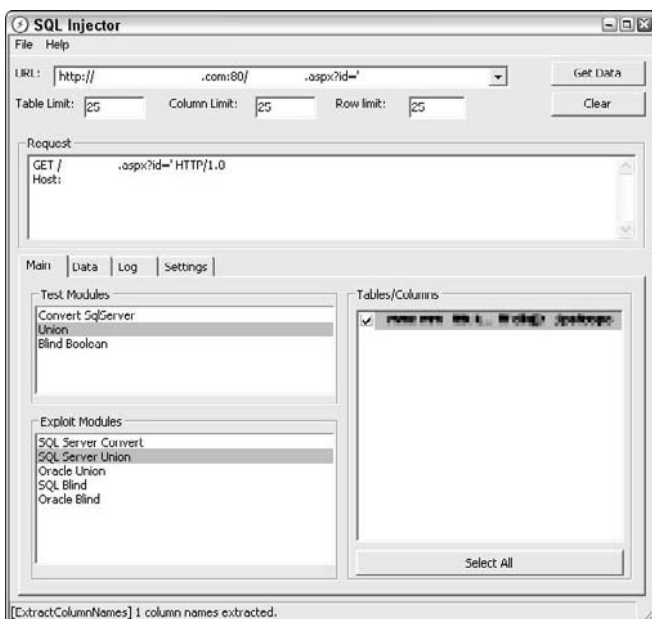 SQL Injector
File Help
URL: http:// .com:80/ .aspx?id='
Get Data
Table Limit: 25 Column Limit: 25 Row limit: 25
Clear
Request
GET / .aspx?id=' HTTP/1.0
Host:
Main Data Log Settings
Test Modules
Convert SqlServer
Union
Blind Boolean
Exploit Modules
SQL Server Convert
SQL Server Union
Oracle Union
SQL Blind
Oracle Blind
Tables/Columns
Select All
[ExtractColumnNames] 1 column names extracted.